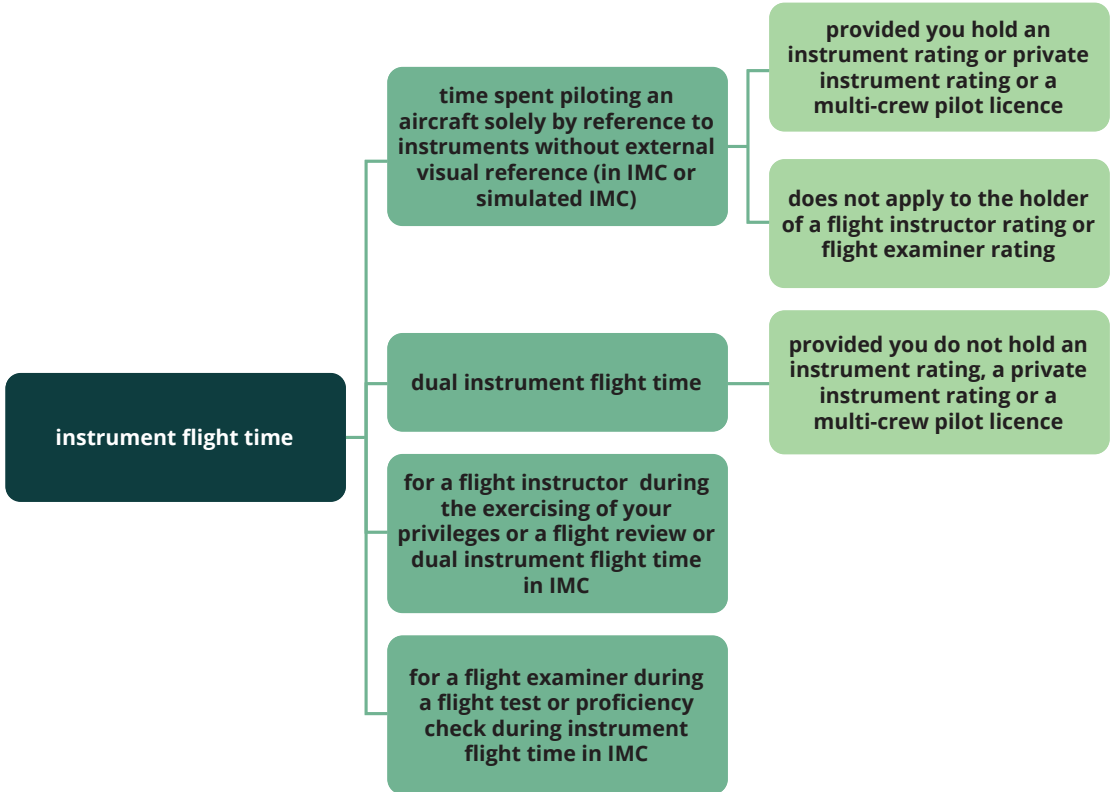 instrument flight time
time spent piloting an
aircraft solely by reference to
instruments without external
visual reference (in IMC or
simulated IMC)
provided you hold an
instrument rating or private
instrument rating or a
multi-crew pilot licence
does not apply to the holder
of a flight instructor rating or
flight examiner rating
dual instrument flight time
provided you do not hold an
instrument rating, a private
instrument rating or a
multi-crew pilot licence
for a flight instructor during
the exercising of your
privileges or a flight review or
dual instrument flight time
in IMC
for a flight examiner during
a flight test or proficiency
check during instrument
flight time in IMC